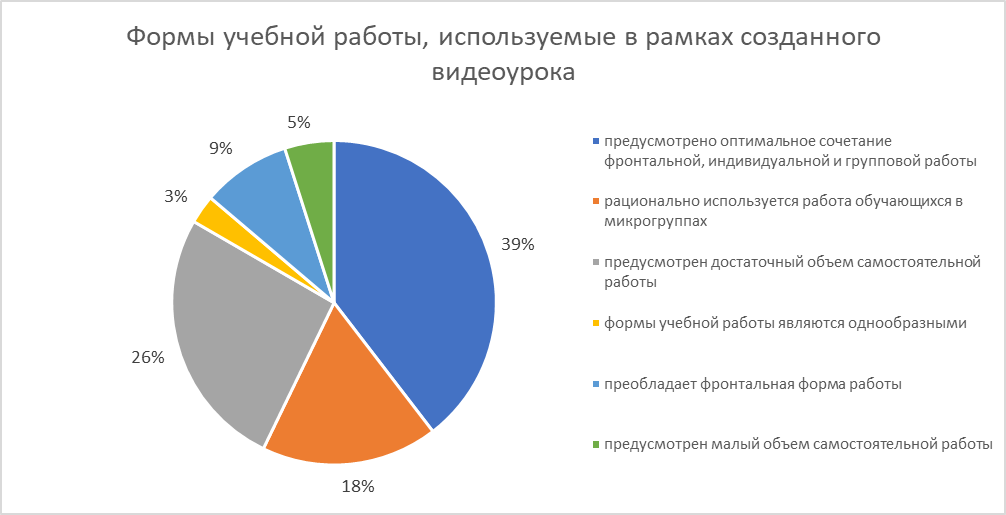 Формы учебной работы, используемые в рамках созданного
видеоурока
39%
18%
26%
3%
9%
5%
предусмотрено оптимальное сочетание
фронтальной, индивидуальной и групповой работы
рационально используется работа обучающихся в
микрогруппах
предусмотрен достаточный объем самостоятельной
работы
формы учебной работы являются однообразными
преобладает фронтальная форма работы
предусмотрен малый объем самостоятельной работы